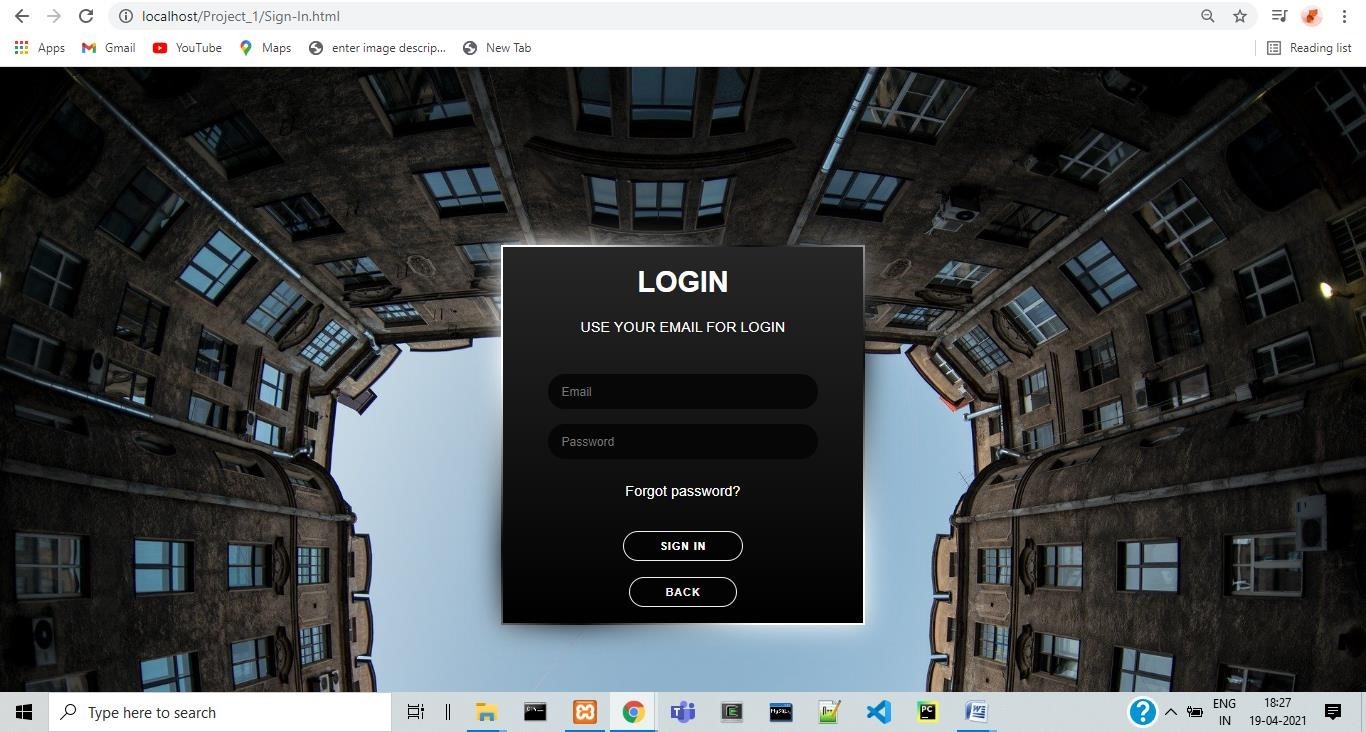 localhost/Project_1/Sign-In.html
Apps Gmail YouTube Maps enter image descrip... New Tab Reading list
LOGIN
USE YOUR EMAIL FOR LOGIN
Email
Password
Forgot password?
SIGN IN
BACK
Type here to search
ENG
IN
18:27
19-04-2021